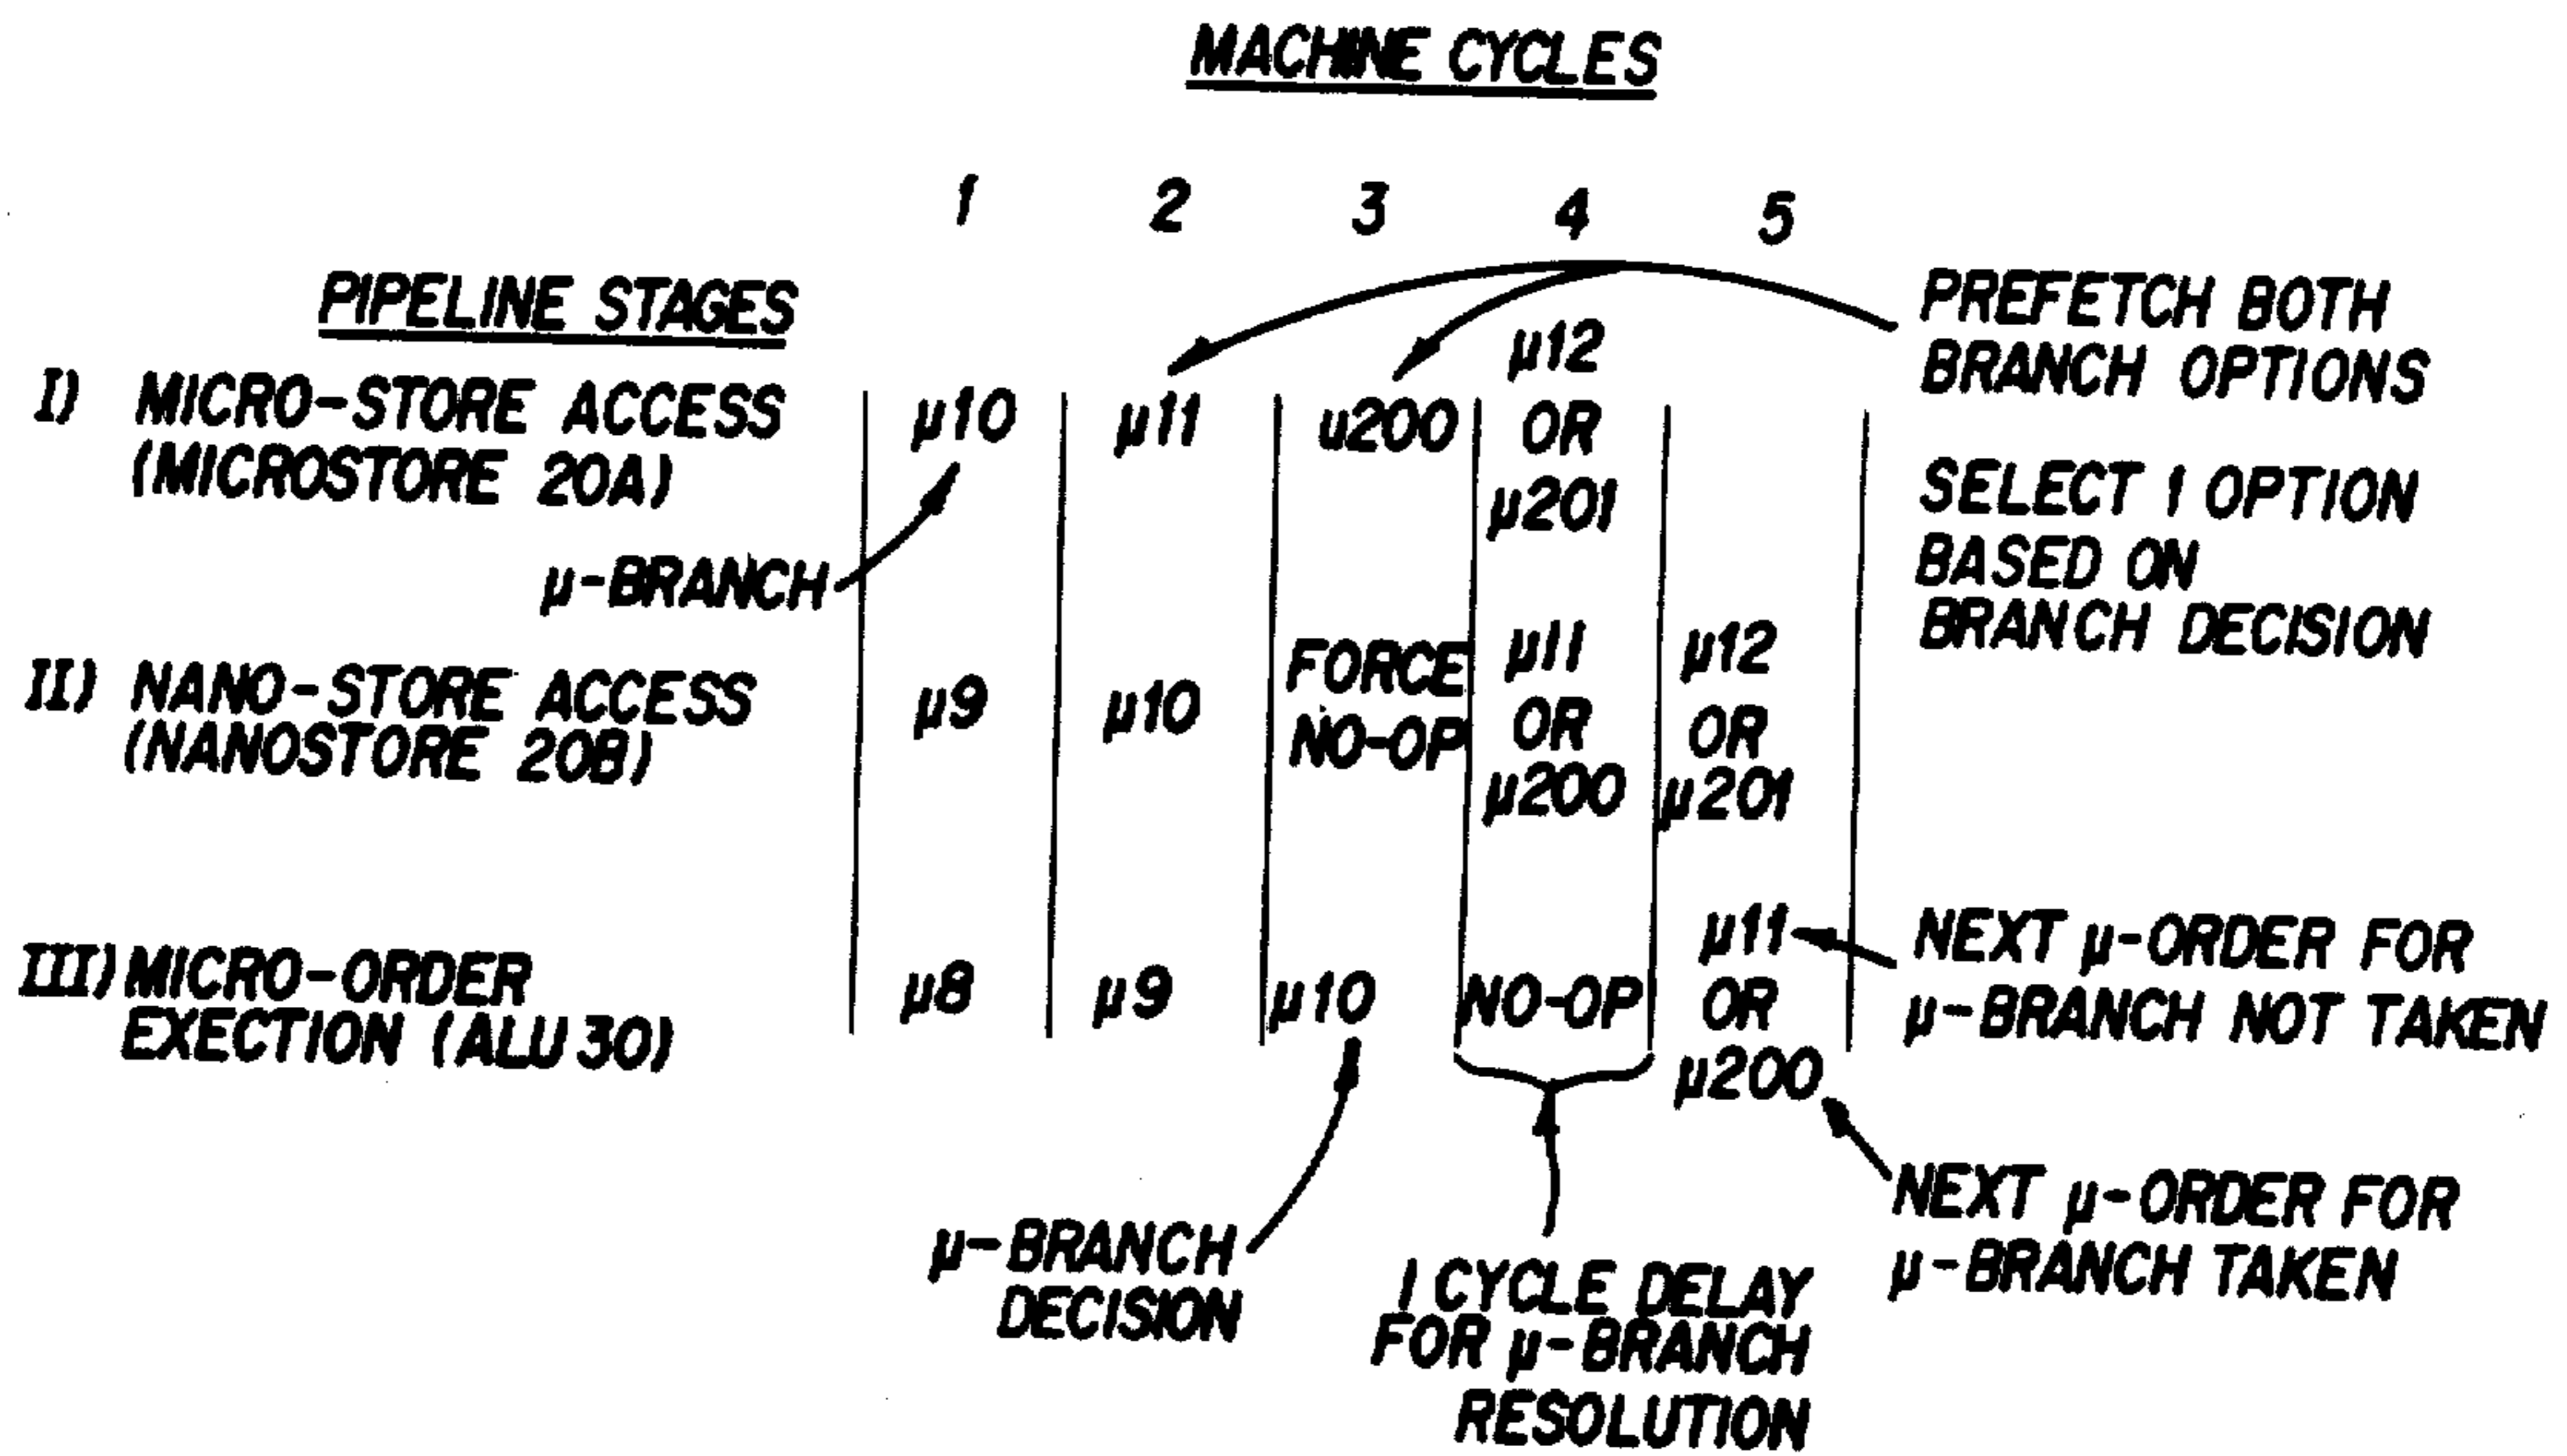 MACHINE CYCLES
1 2 3 4 5
PIPELINE STAGES
I) MICRO-STORE ACCESS
(MICROSTORE 20A)
µ10
µ11
u200
µ12
OR
µ201
PREFETCH BOTH
BRANCH OPTIONS
SELECT 1 OPTION
BASED ON
BRANCH DECISION
µ-BRANCH
II) NANO-STORE ACCESS
(NANOSTORE 20B)
µ9
µ10
FORCE
NO-OP
µ11
OR
µ200
µ12
OR
µ201
III) MICRO-ORDER
EXECTION (ALU 30)
µ8
µ9
µ10
NO-OP
µ11
OR
µ200
NEXT µ-ORDER FOR
µ-BRANCH NOT TAKEN
NEXT µ-ORDER FOR
µ-BRANCH TAKEN
µ-BRANCH
DECISION
1 CYCLE DELAY
FOR µ-BRANCH
RESOLUTION